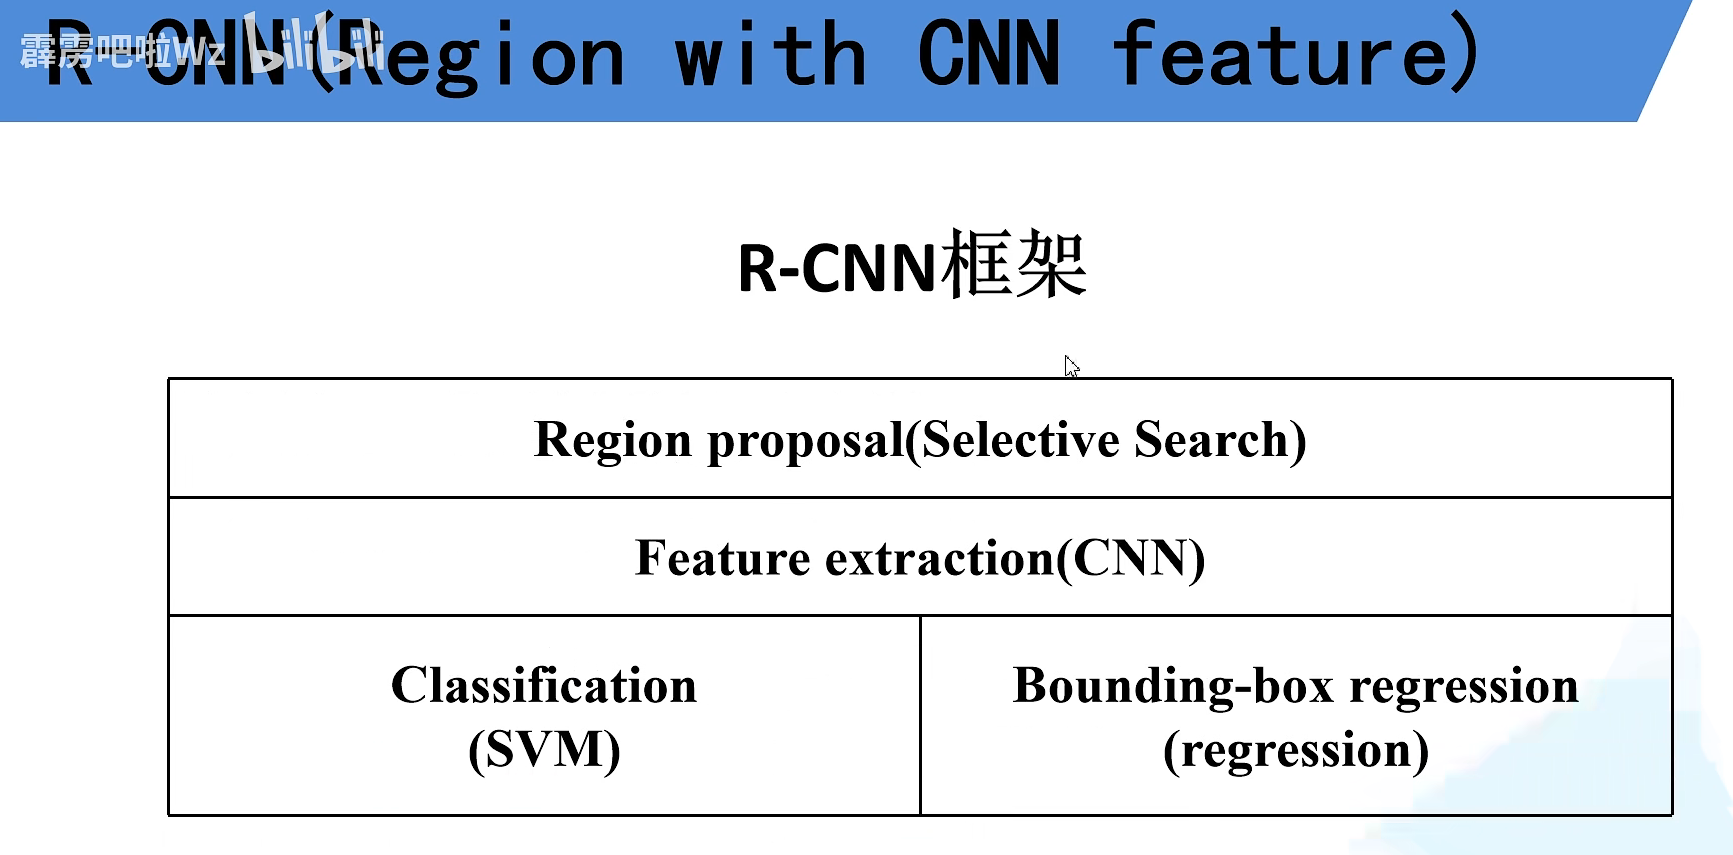 R-CNN(Region with CNN feature)
霹雳吧啦Wz bilibili
R-CNN框架
Region proposal(Selective Search)
Feature extraction(CNN)
Classification
(SVM)
Bounding-box regression
(regression)